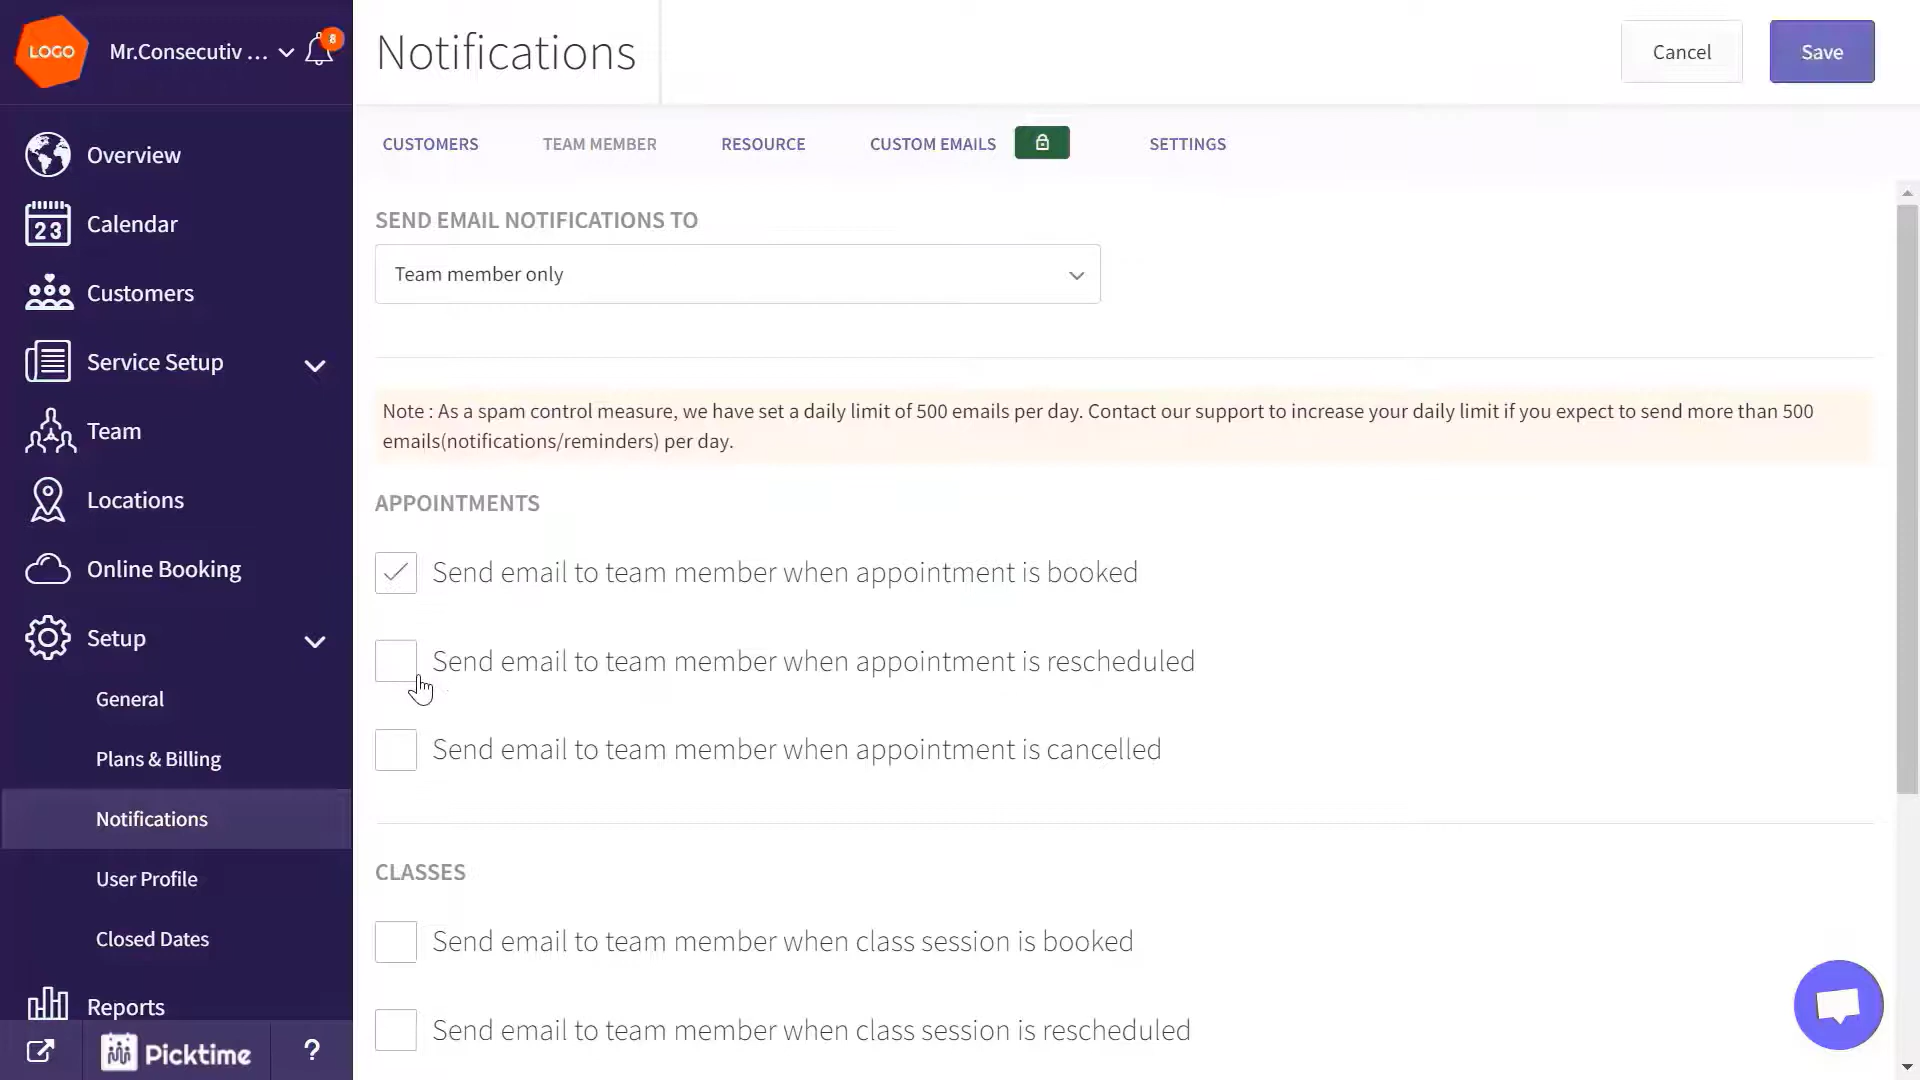 LOGO
Mr.Consecutiv ...
8
Notifications
Cancel
Save
Overview
23
Calendar
Customers
Service Setup
Team
Locations
Online Booking
Setup
General
Plans & Billing
Notifications
User Profile
Closed Dates
Reports
Picktime
?
CUSTOMERS
TEAM MEMBER
RESOURCE
CUSTOM EMAILS
SETTINGS
SEND EMAIL NOTIFICATIONS TO
Team member only
Note : As a spam control measure, we have set a daily limit of 500 emails per day. Contact our support to increase your daily limit if you expect to send more than 500
emails(notifications/reminders) per day.
APPOINTMENTS
Send email to team member when appointment is booked
Send email to team member when appointment is rescheduled
Send email to team member when appointment is cancelled
CLASSES
Send email to team member when class session is booked
Send email to team member when class session is rescheduled